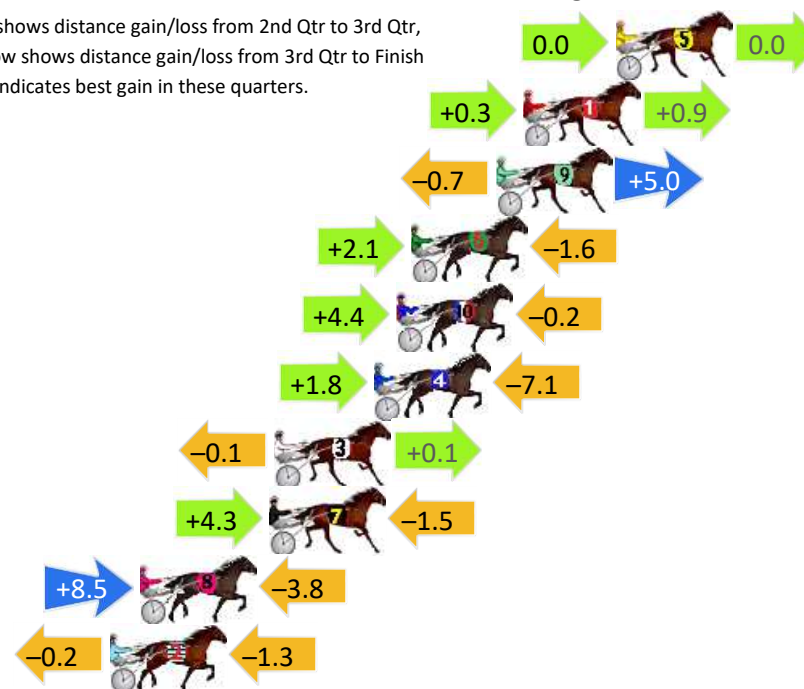 shows distance gain/loss from 2nd Qtr to 3rd Qtr,
ow shows distance gain/loss from 3rd Qtr to Finish
ndicates best gain in these quarters.
0.0 5 0.0
+0.3 1 +0.9
–0.7 9 +5.0
+2.1 6 –1.6
+4.4 10 –0.2
+1.8 4 –7.1
–0.1 3 +0.1
+4.3 7 –1.5
+8.5 8 –3.8
–0.2 2 –1.3